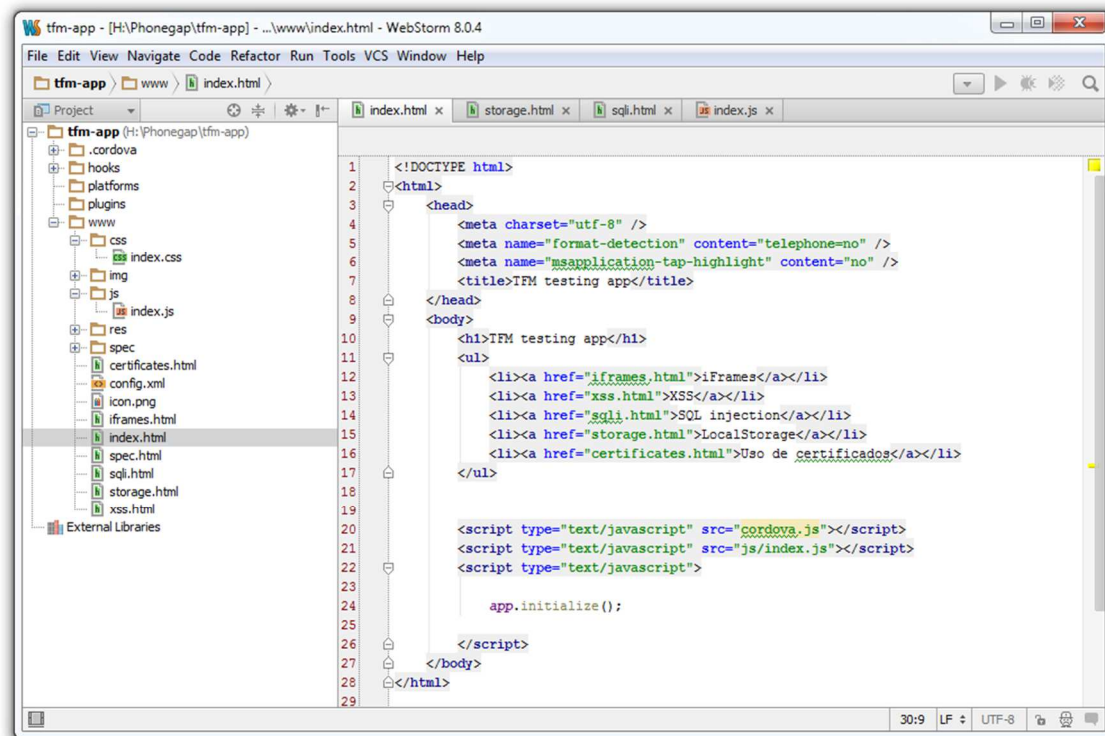 tfm-app - [H:\Phonegap\tfm-app] - ...\www\index.html - WebStorm 8.0.4
File Edit View Navigate Code Refactor Run Tools VCS Window Help
tfm-app www index.html
Project
index.html storage.html sqli.html index.js
tfm-app (H:\Phonegap\tfm-app)
.cordova
hooks
platforms
plugins
www
css
index.css
img
js
index.js
res
spec
certificates.html
config.xml
icon.png
iframes.html
index.html
spec.html
sqli.html
storage.html
xss.html
External Libraries
1 <!DOCTYPE html>
2 <html>
3 <head>
4 <meta charset="utf-8" />
5 <meta name="format-detection" content="telephone=no" />
6 <meta name="msapplication-tap-highlight" content="no" />
7 <title>TFM testing app</title>
8 </head>
9 <body>
10 <h1>TFM testing app</h1>
11 <ul>
12 <li><a href="iframes.html">iFrames</a></li>
13 <li><a href="xss.html">XSS</a></li>
14 <li><a href="sqli.html">SQL injection</a></li>
15 <li><a href="storage.html">LocalStorage</a></li>
16 <li><a href="certificates.html">Uso de certificados</a></li>
17 </ul>
18
19
20 <script type="text/javascript" src="cordova.js"></script>
21 <script type="text/javascript" src="js/index.js"></script>
22 <script type="text/javascript">
23
24 app.initialize();
25
26 </script>
27 </body>
28 </html>
29
30:9 LF UTF-8